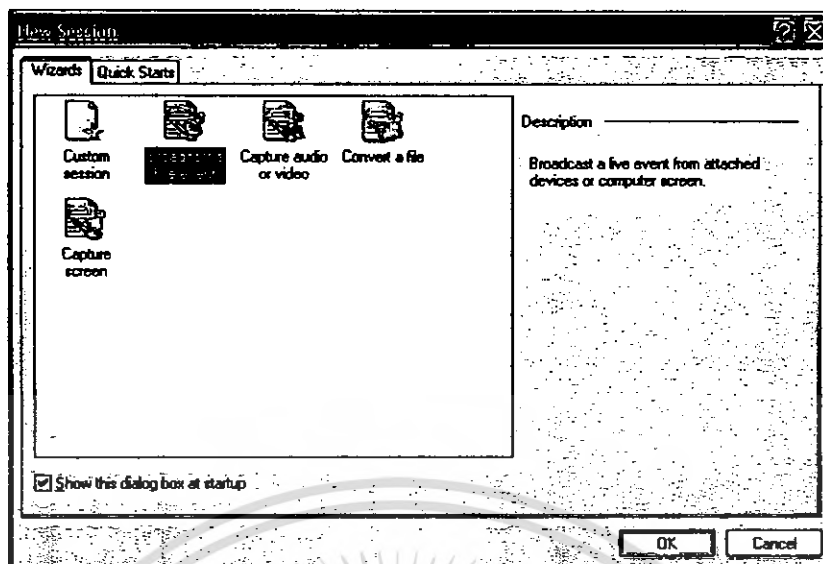 New Session
Wizards
Quick Starts
Custom
session
Capture audio
or video
Convert a file
Capture
screen
Description
Broadcast a live event from attached
devices or computer screen.
Show this dialog box at startup
OK
Cancel